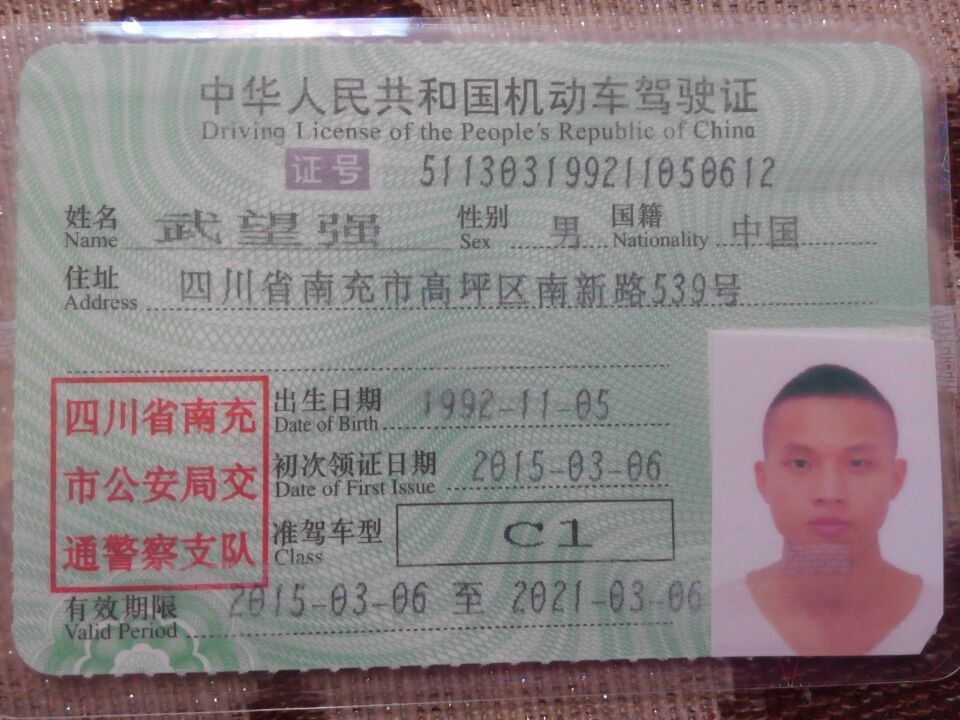 中华人民共和国机动车驾驶证
Driving License of the People's Republic of China
证号 511303199211050612
姓名 武望强 性别 男 国籍 中国
Name Sex Nationality
住址 四川省南充市高坪区南新路539号
Address
出生日期 1992-11-05
Date of Birth
初次领证日期 2015-03-06
Date of First Issue
准驾车型 C1
Class
四川省南充
市公安局交
通警察支队
有效期限 2015-03-06 至 2021-03-06
Valid Period